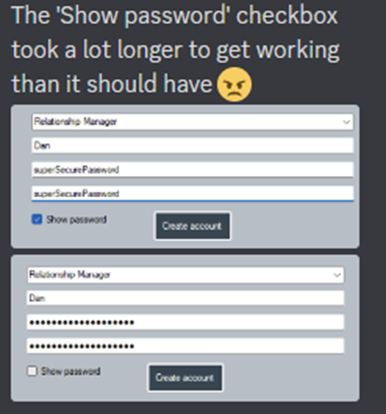 The 'Show password' checkbox
took a lot longer to get working
than it should have 😠
Relationship Manager
Dan
superSecurePassword
superSecurePassword
Show password
Create account
Relationship Manager
Dan
•••••••••••••••••••
•••••••••••••••••••
Show password
Create account